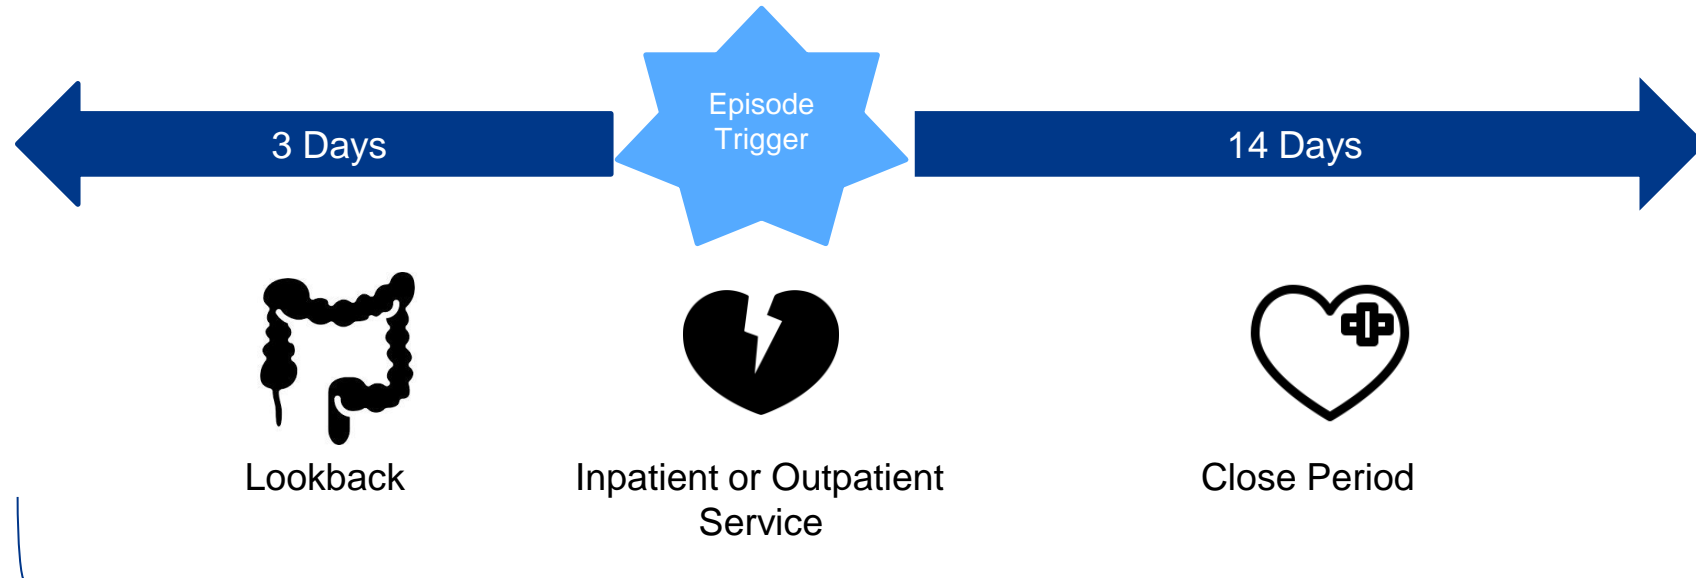 Episode
Trigger
3 Days
14 Days
Lookback
Inpatient or Outpatient
Service
Close Period